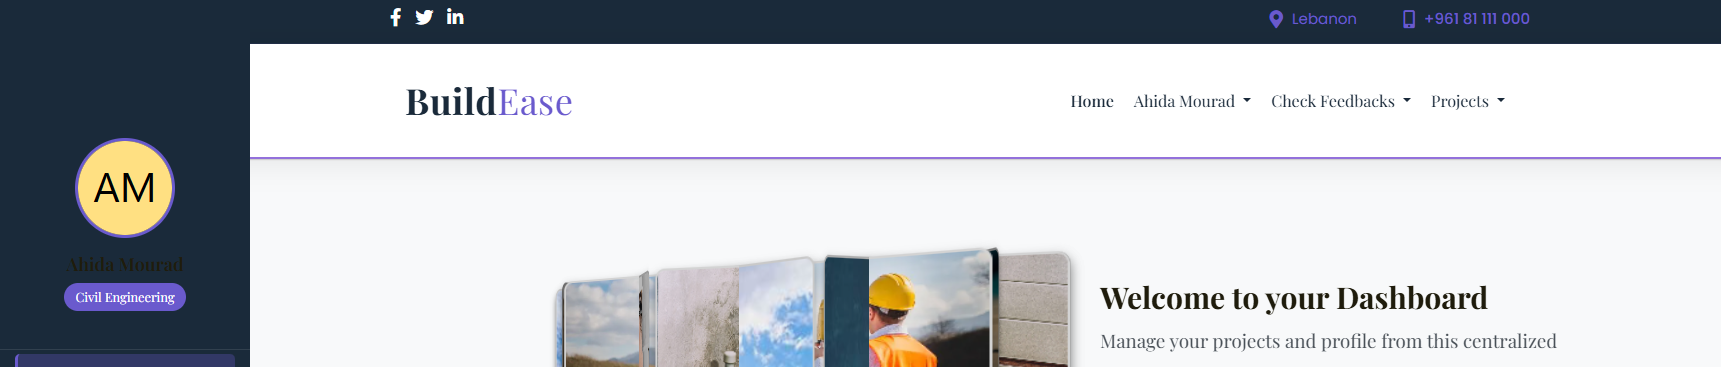 Lebanon
+961 81 111 000
BuildEase
Home
Ahida Mourad
Check Feedbacks
Projects
AM
Ahida Mourad
Civil Engineering
Welcome to your Dashboard
Manage your projects and profile from this centralized